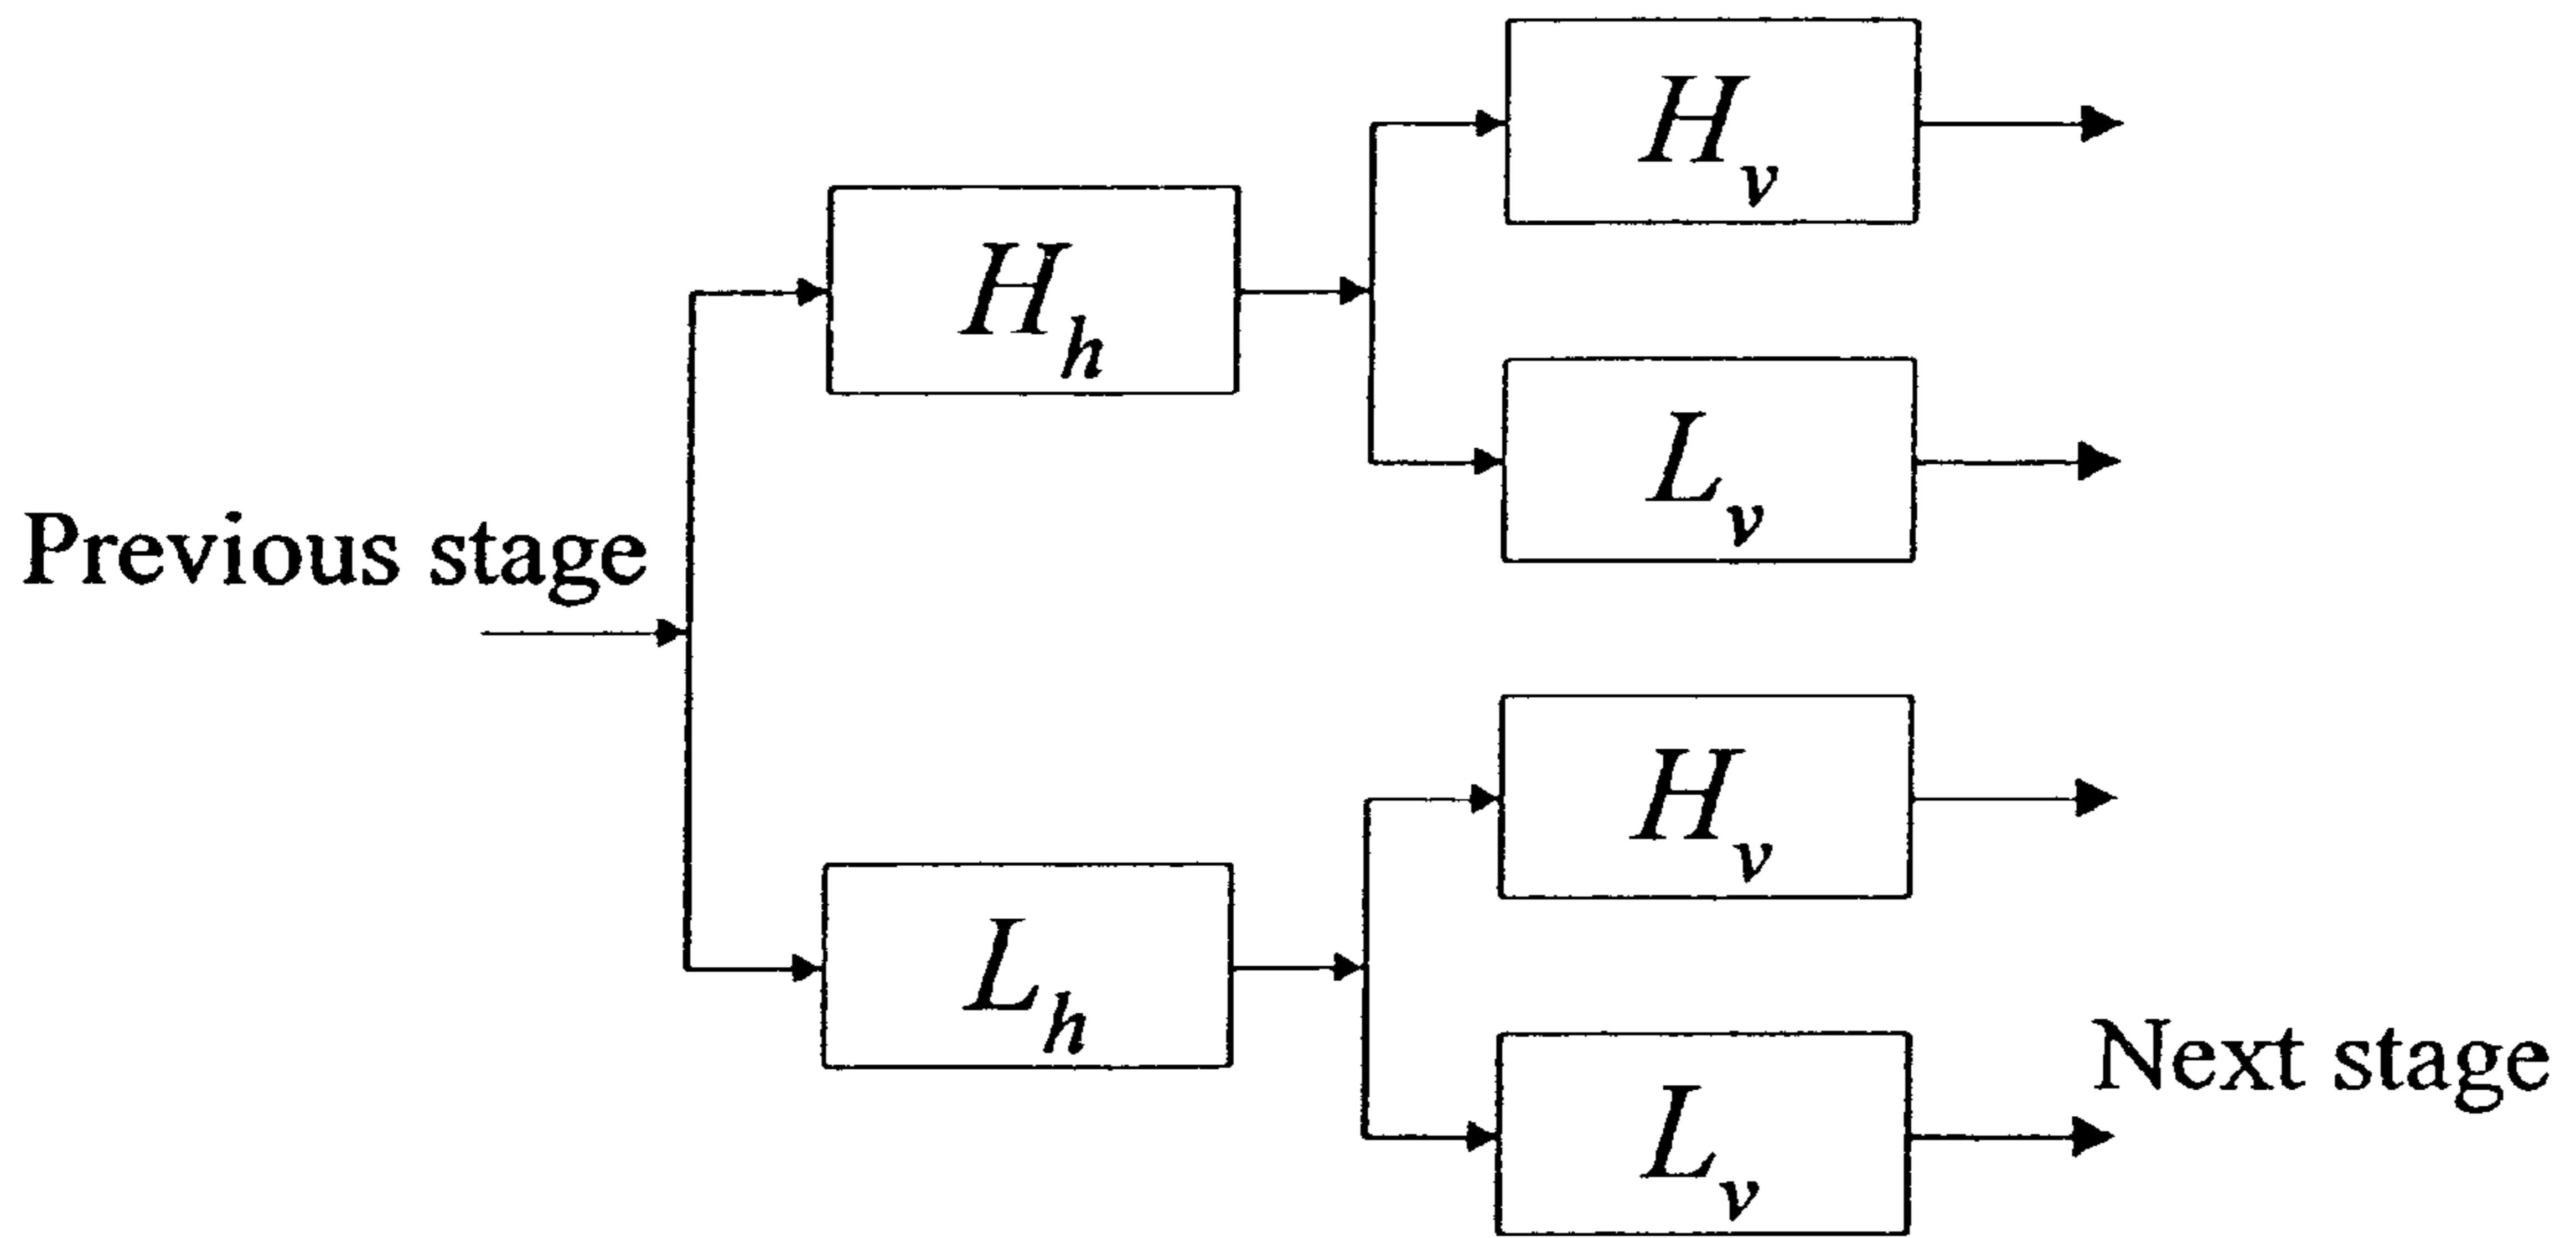 H_v
H_h
L_v
Previous stage
H_v
L_h
Next stage
L_v